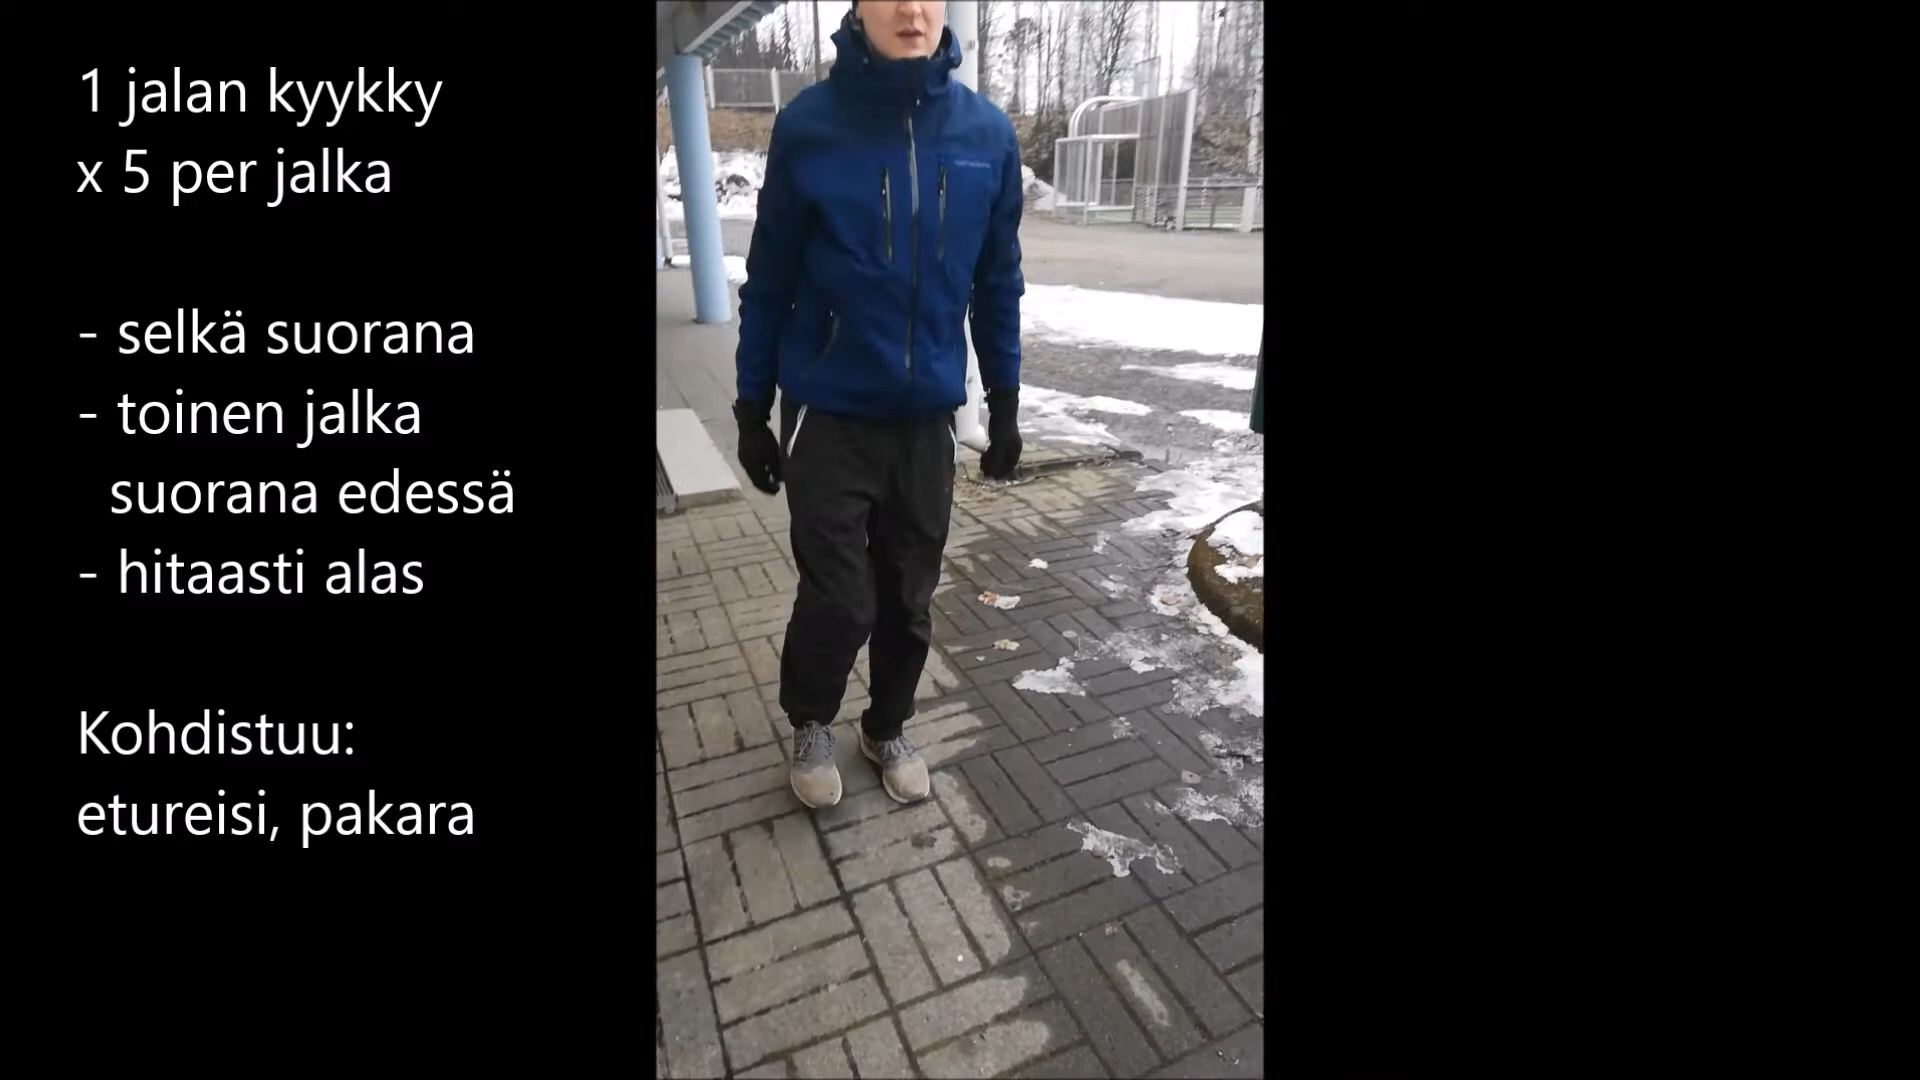 1 jalan kyykky
x 5 per jalka
- selkä suorana
- toinen jalka
suorana edessä
- hitaasti alas
Kohdistuu:
etureisi, pakara